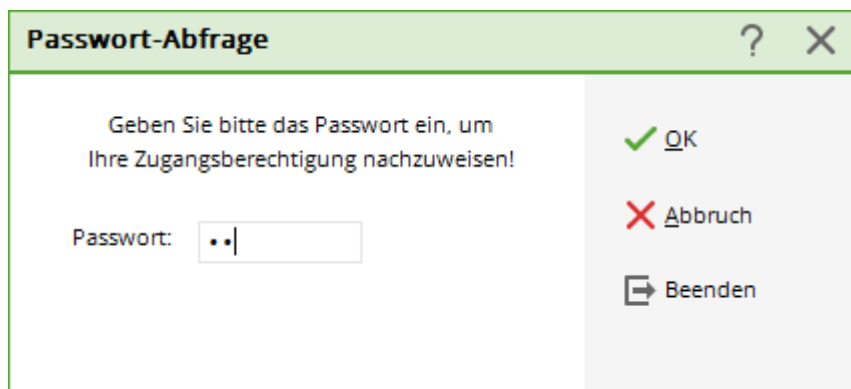 Passwort-Abfrage
Geben Sie bitte das Passwort ein, um
Ihre Zugangsberechtigung nachzuweisen!
Passwort: ••
OK
Abbruch
Beenden